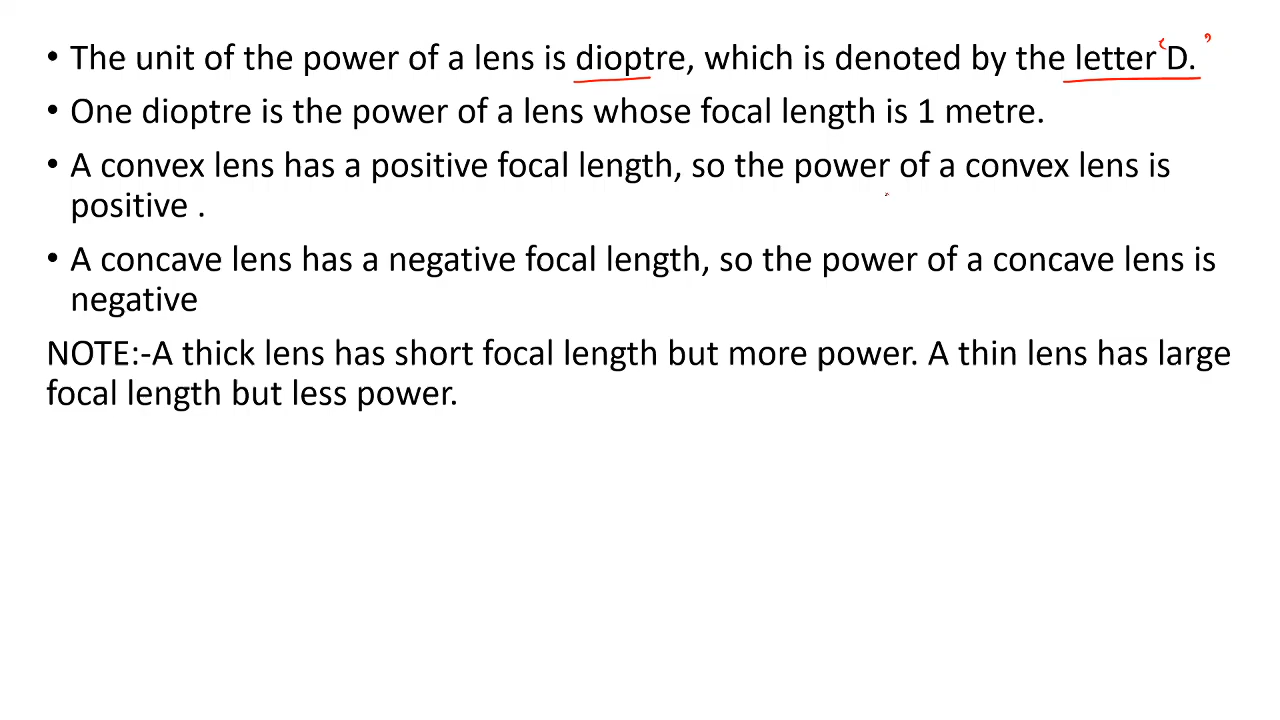 • The unit of the power of a lens is dioptre, which is denoted by the letter ‘D.’
• One dioptre is the power of a lens whose focal length is 1 metre.
• A convex lens has a positive focal length, so the power of a convex lens is
positive .
• A concave lens has a negative focal length, so the power of a concave lens is
negative
NOTE:-A thick lens has short focal length but more power. A thin lens has large
focal length but less power.